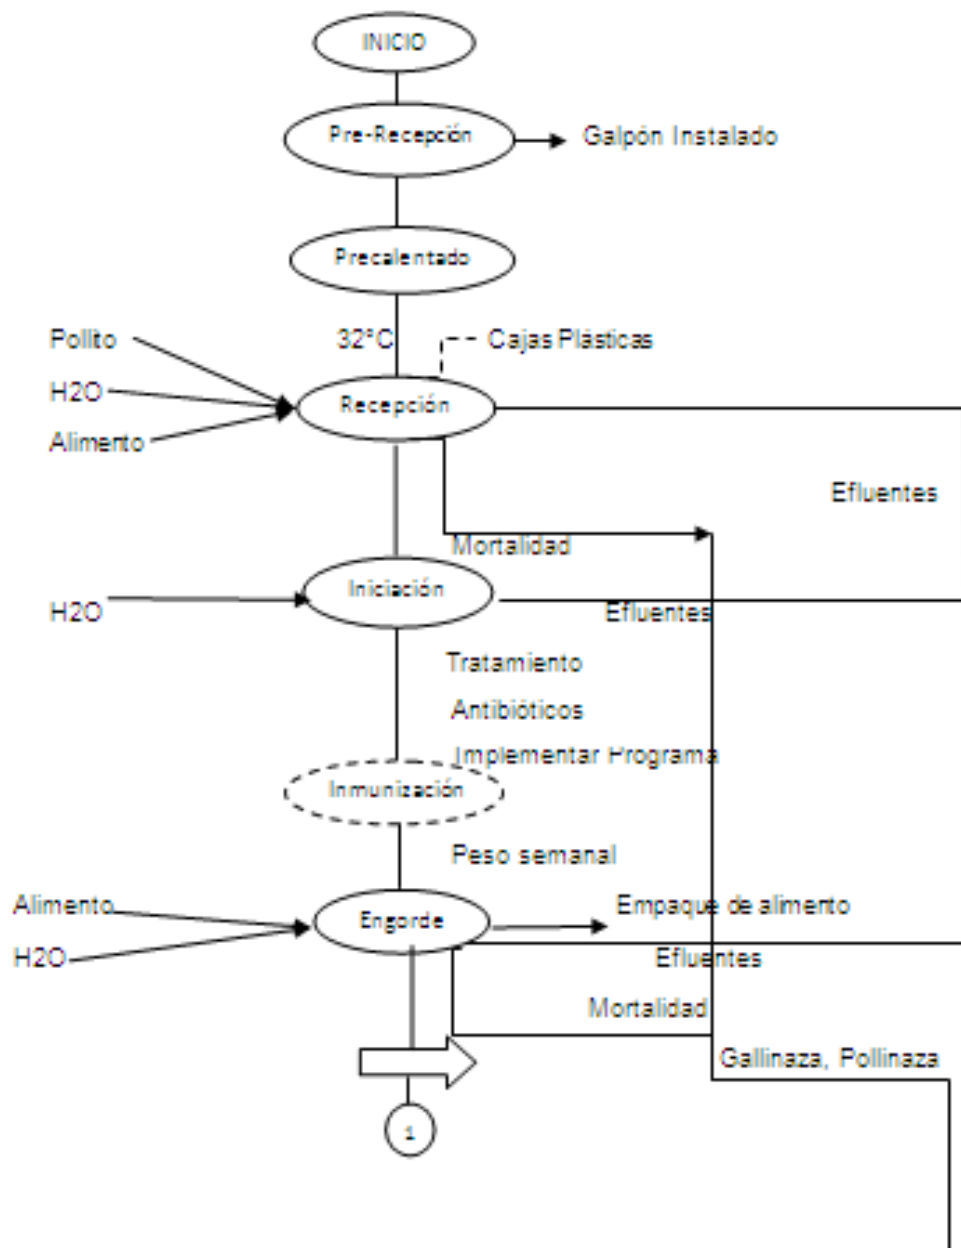 INICIO
Pre-Recepción
Galpón Instalado
Precalentado
Pollito
32°C
Cajas Plásticas
H2O
Recepción
Alimento
Efluentes
Mortalidad
Iniciación
H2O
Efluentes
Tratamiento
Antibióticos
Implementar Programa
Inmunización
Peso semanal
Alimento
Engorde
Empaque de alimento
H2O
Efluentes
Mortalidad
Gallinaza, Pollinaza
1